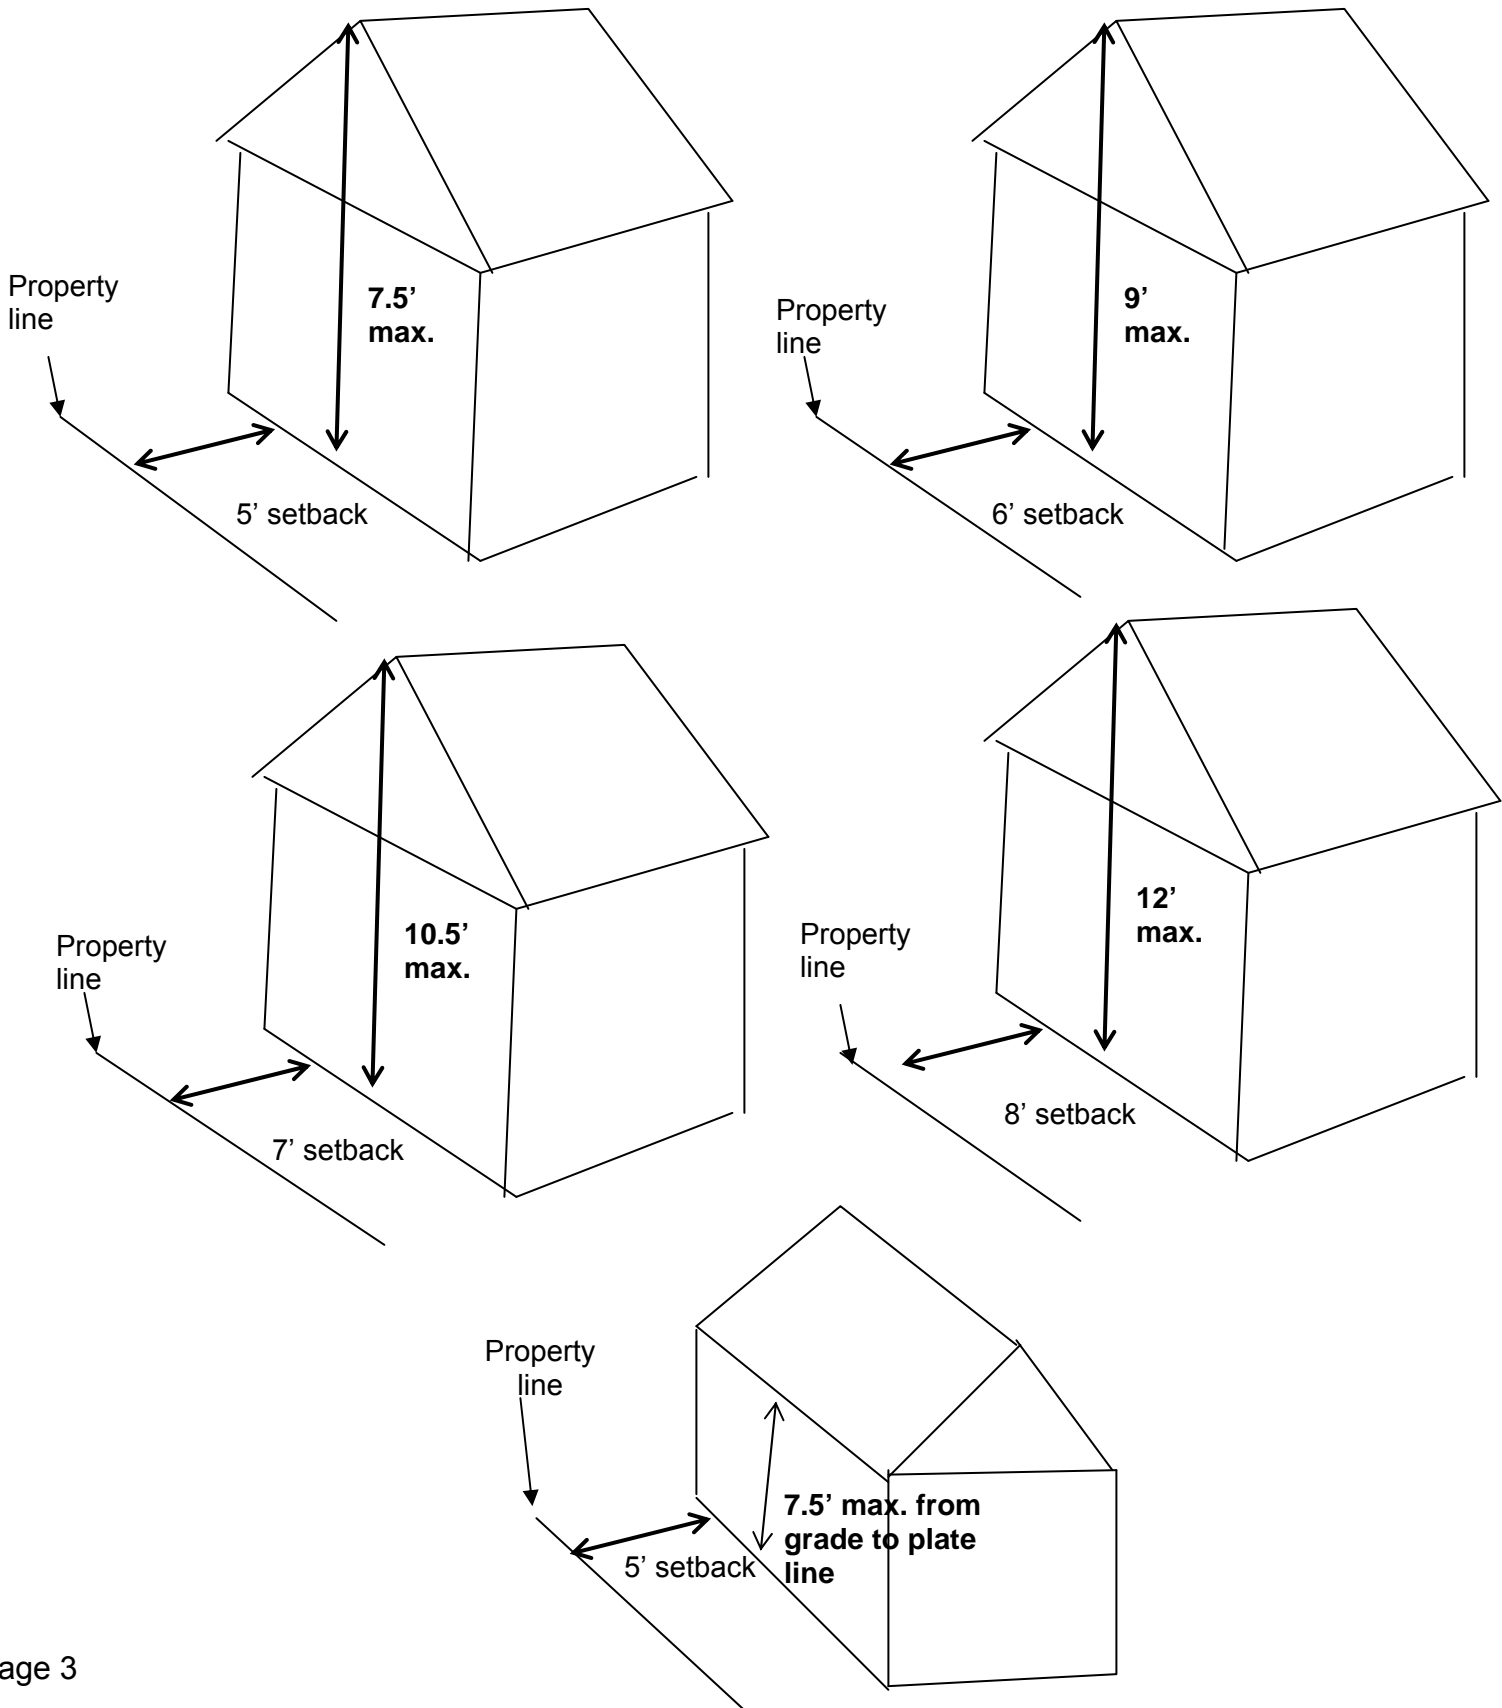 Property
line
7.5’
max.
5’ setback
Property
line
9’
max.
6’ setback
Property
line
10.5’
max.
7’ setback
Property
line
12’
max.
8’ setback
Property
line
7.5’ max. from
grade to plate
line
5’ setback
age 3